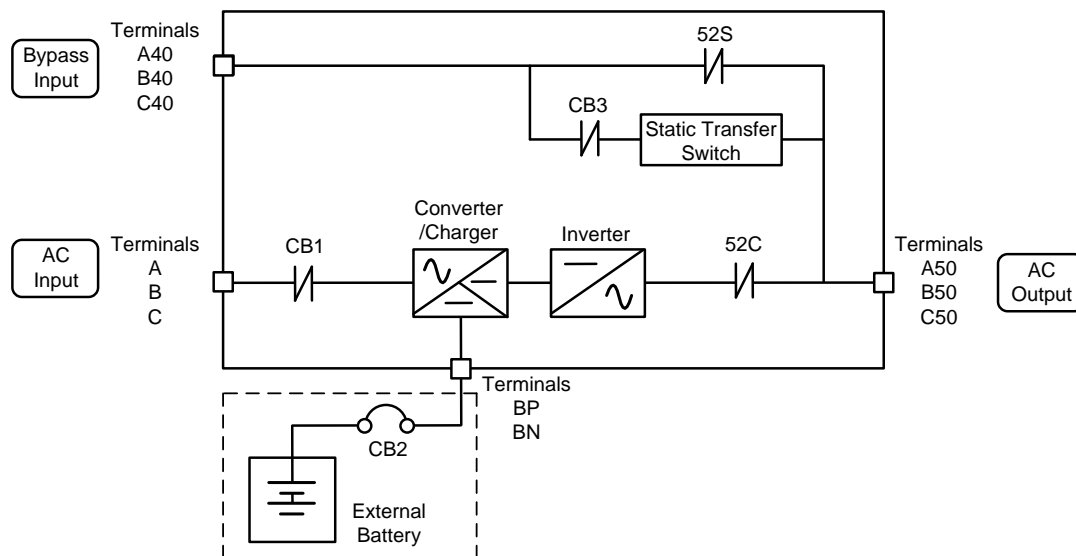 Bypass
Input
Terminals
A40
B40
C40
52S
CB3
Static Transfer
Switch
AC
Input
Terminals
A
B
C
CB1
Converter
/Charger
Inverter
52C
Terminals
A50
B50
C50
AC
Output
Terminals
BP
BN
CB2
External
Battery